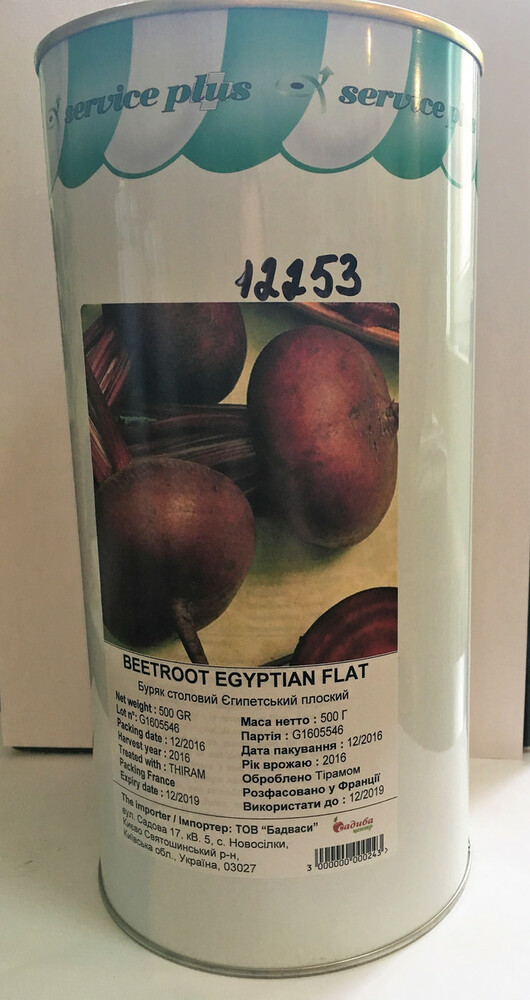 service plus service
12253
BEETROOT EGYPTIAN FLAT
Буряк столовий Єгипетський плоский
Net weight : 500 GR
Lot n°: G1605546
Packing date : 12/2016
Harvest year : 2016
Treated with : THIRAM
Packing France
Expiry date : 12/2019
Маса нетто : 500 Г
Партія : G1605546
Дата пакування : 12/2016
Рік врожаю : 2016
Оброблено Тірамом
Розфасовано у Франції
Використати до : 12/2019
The importer / Імпортер: ТОВ "Бадваси"
вул. Садова 17, кВ. 5, с. Новосілки,
Києво Святошинський р-н,
Київська обл., Україна, 03027
Садиба
центр
3 000000 000243